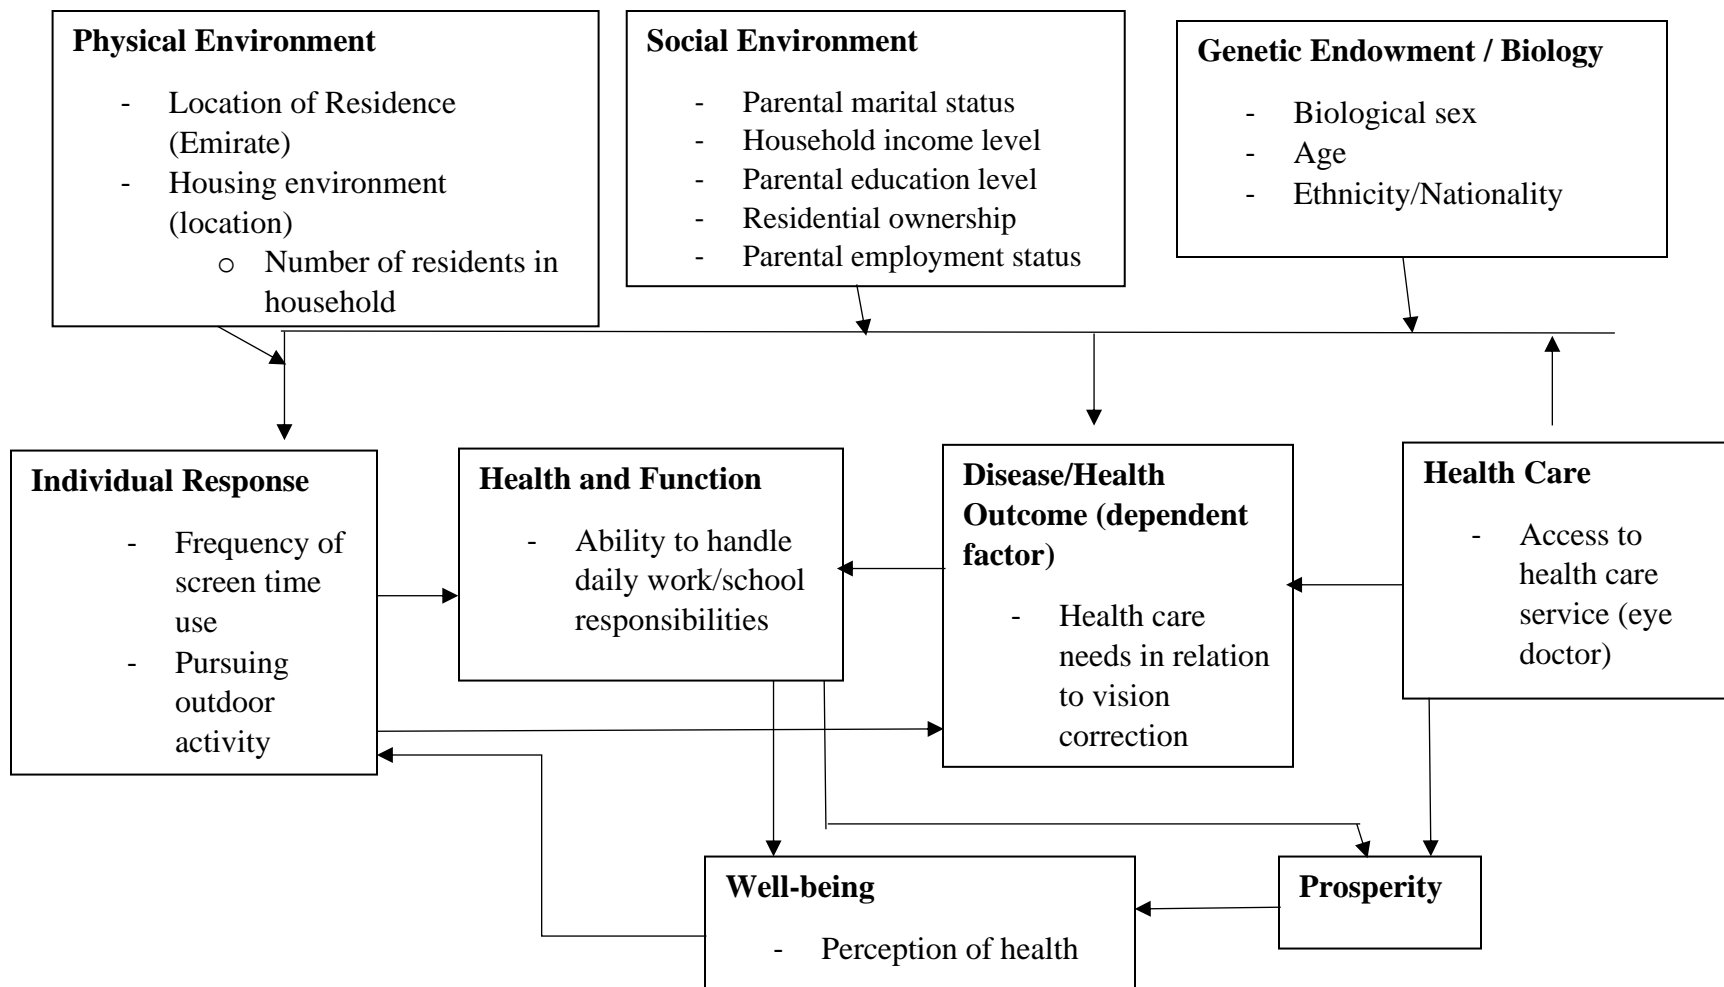 Physical Environment
- Location of Residence
(Emirate)
- Housing environment
(location)
o Number of residents in
household
Social Environment
- Parental marital status
- Household income level
- Parental education level
- Residential ownership
- Parental employment status
Genetic Endowment / Biology
- Biological sex
- Age
- Ethnicity/Nationality
Individual Response
- Frequency of
screen time
use
- Pursuing
outdoor
activity
Health and Function
- Ability to handle
daily work/school
responsibilities
Disease/Health
Outcome (dependent
factor)
- Health care
needs in relation
to vision
correction
Health Care
- Access to
health care
service (eye
doctor)
Well-being
- Perception of health
Prosperity